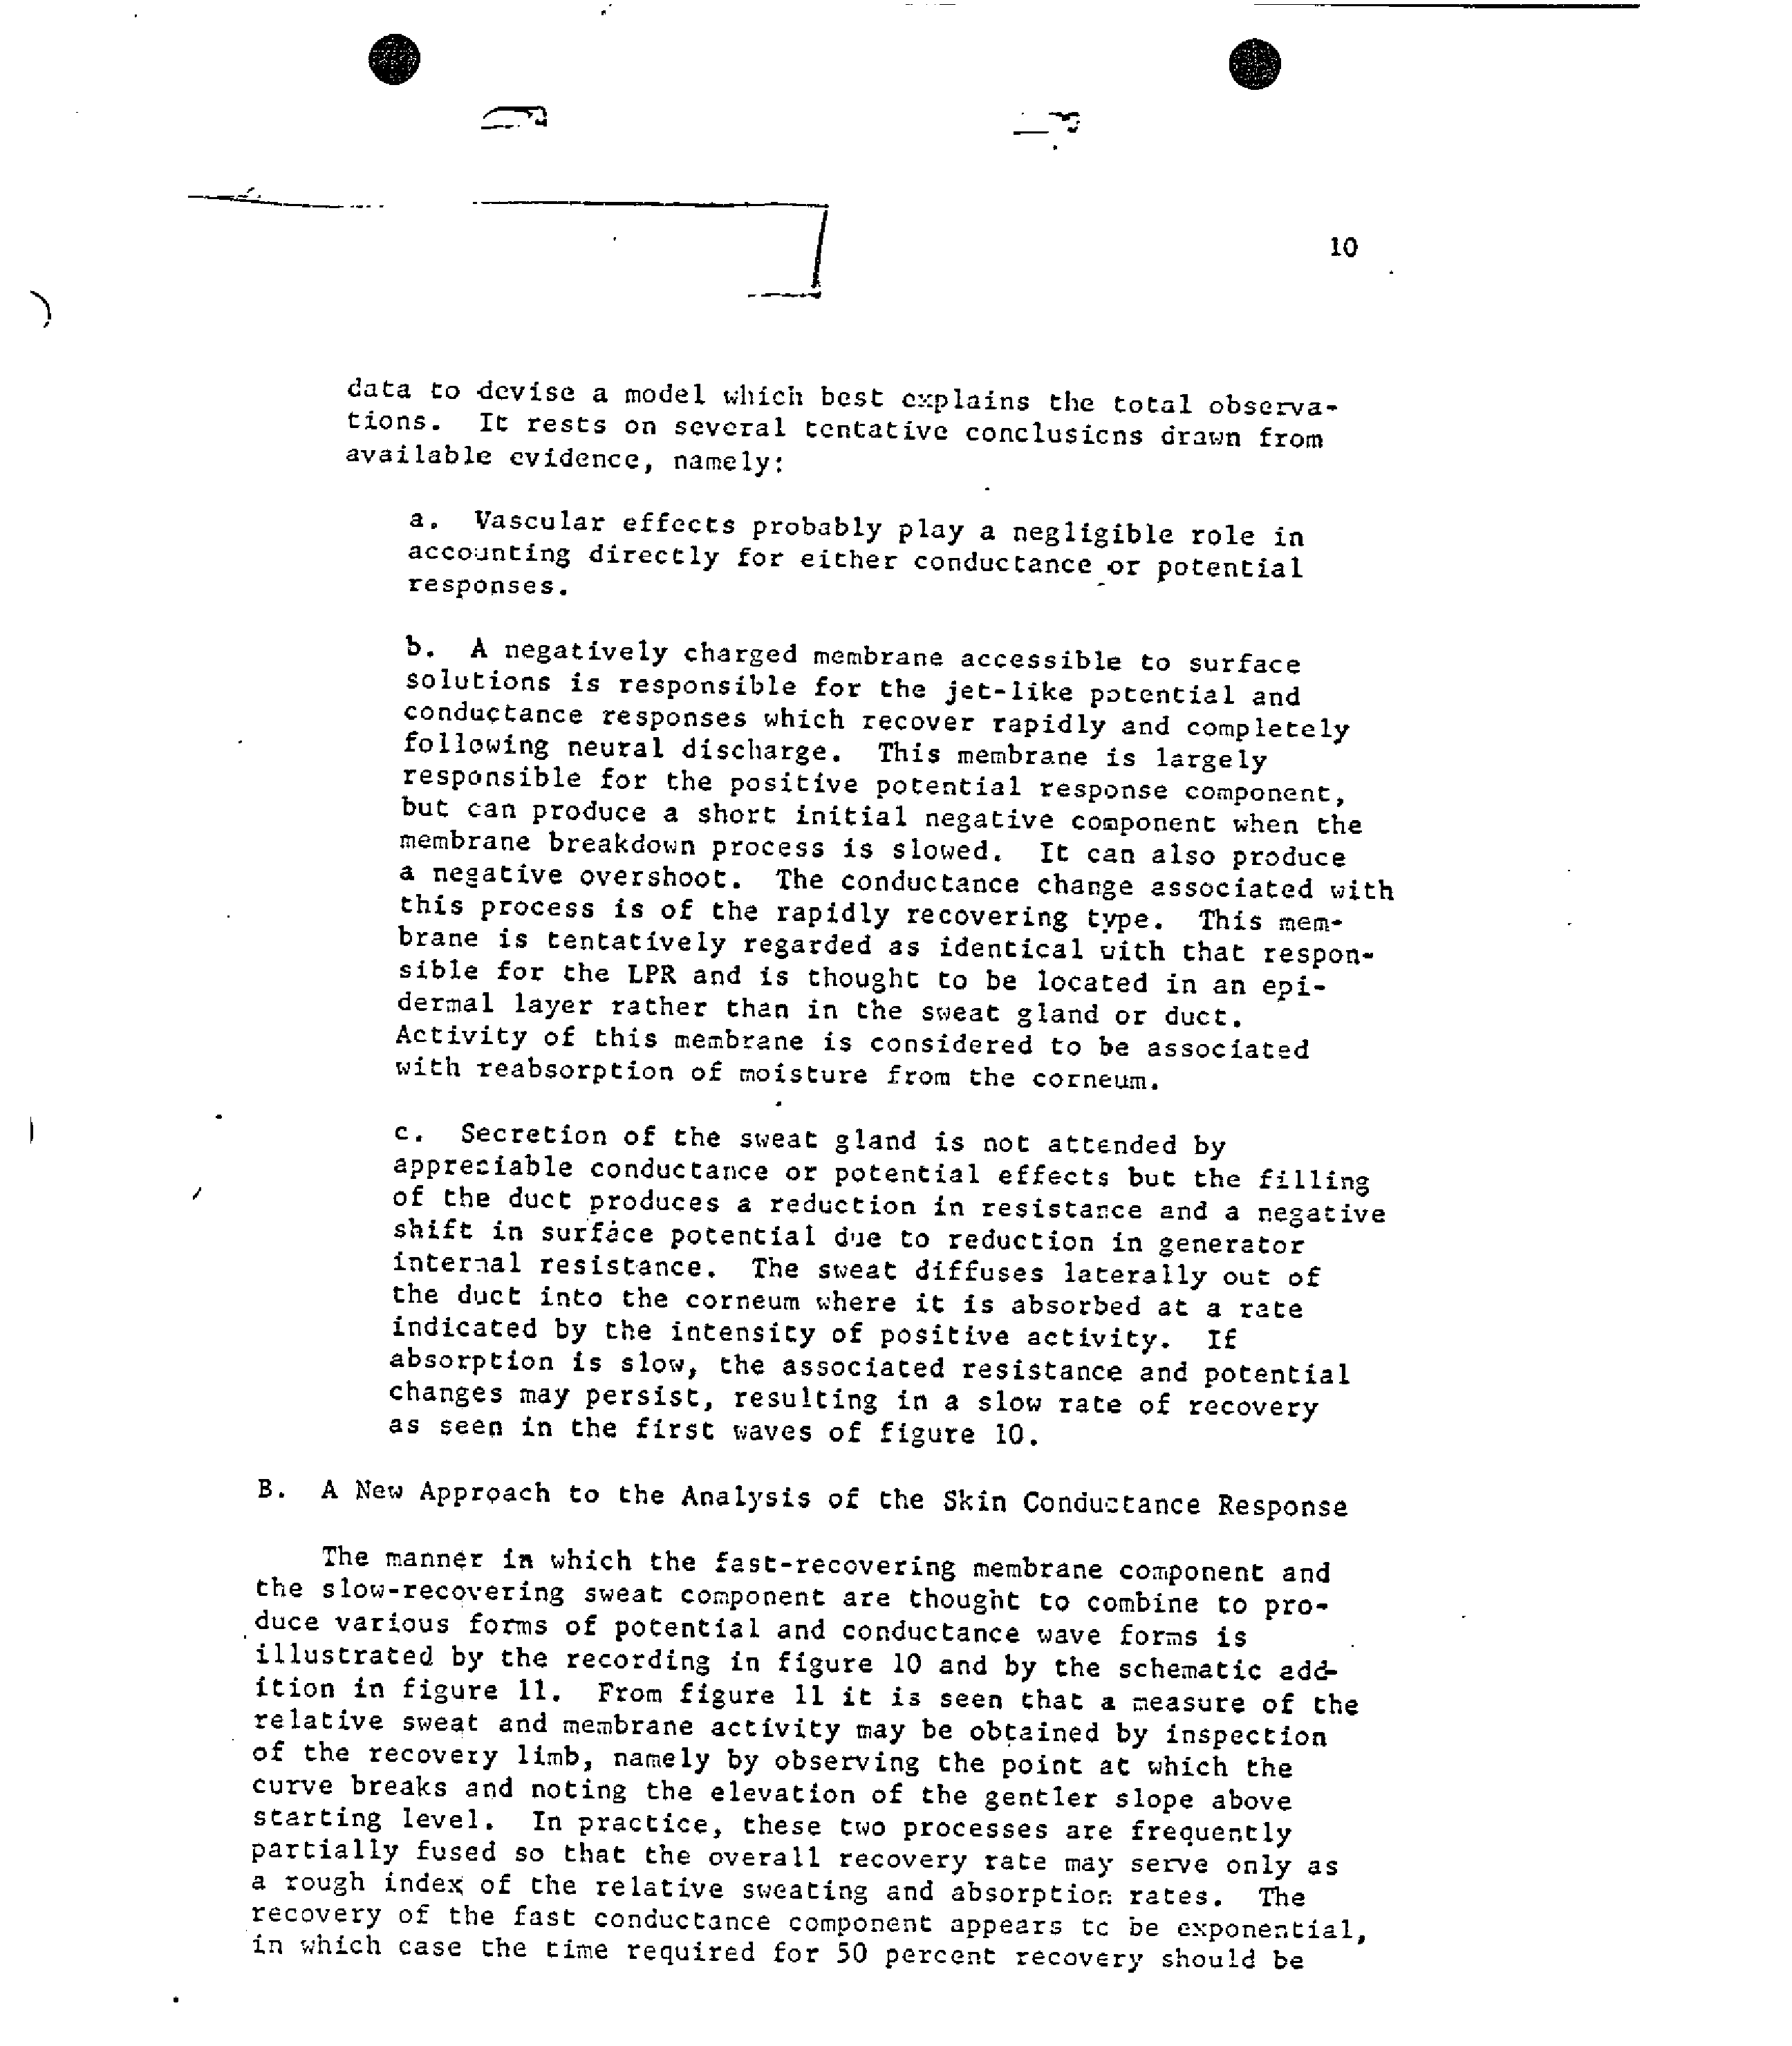 10
data to devise a model which best explains the total observa-
tions. It rests on several tentative conclusions drawn from
available evidence, namely:
a. Vascular effects probably play a negligible role in
accounting directly for either conductance or potential
responses.
b. A negatively charged membrane accessible to surface
solutions is responsible for the jet-like potential and
conductance responses which recover rapidly and completely
following neural discharge. This membrane is largely
responsible for the positive potential response component,
but can produce a short initial negative component when the
membrane breakdown process is slowed. It can also produce
a negative overshoot. The conductance change associated with
this process is of the rapidly recovering type. This mem-
brane is tentatively regarded as identical with that respon-
sible for the LPR and is thought to be located in an epi-
dermal layer rather than in the sweat gland or duct.
Activity of this membrane is considered to be associated
with reabsorption of moisture from the corneum.
c. Secretion of the sweat gland is not attended by
appreciable conductance or potential effects but the filling
of the duct produces a reduction in resistance and a negative
shift in surface potential due to reduction in generator
internal resistance. The sweat diffuses laterally out of
the duct into the corneum where it is absorbed at a rate
indicated by the intensity of positive activity. If
absorption is slow, the associated resistance and potential
changes may persist, resulting in a slow rate of recovery
as seen in the first waves of figure 10.
B. A New Approach to the Analysis of the Skin Conductance Response
The manner in which the fast-recovering membrane component and
the slow-recovering sweat component are thought to combine to pro-
duce various forms of potential and conductance wave forms is
illustrated by the recording in figure 10 and by the schematic add-
ition in figure 11. From figure 11 it is seen that a measure of the
relative sweat and membrane activity may be obtained by inspection
of the recovery limb, namely by observing the point at which the
curve breaks and noting the elevation of the gentler slope above
starting level. In practice, these two processes are frequently
partially fused so that the overall recovery rate may serve only as
a rough index of the relative sweating and absorption rates. The
recovery of the fast conductance component appears to be exponential,
in which case the time required for 50 percent recovery should be